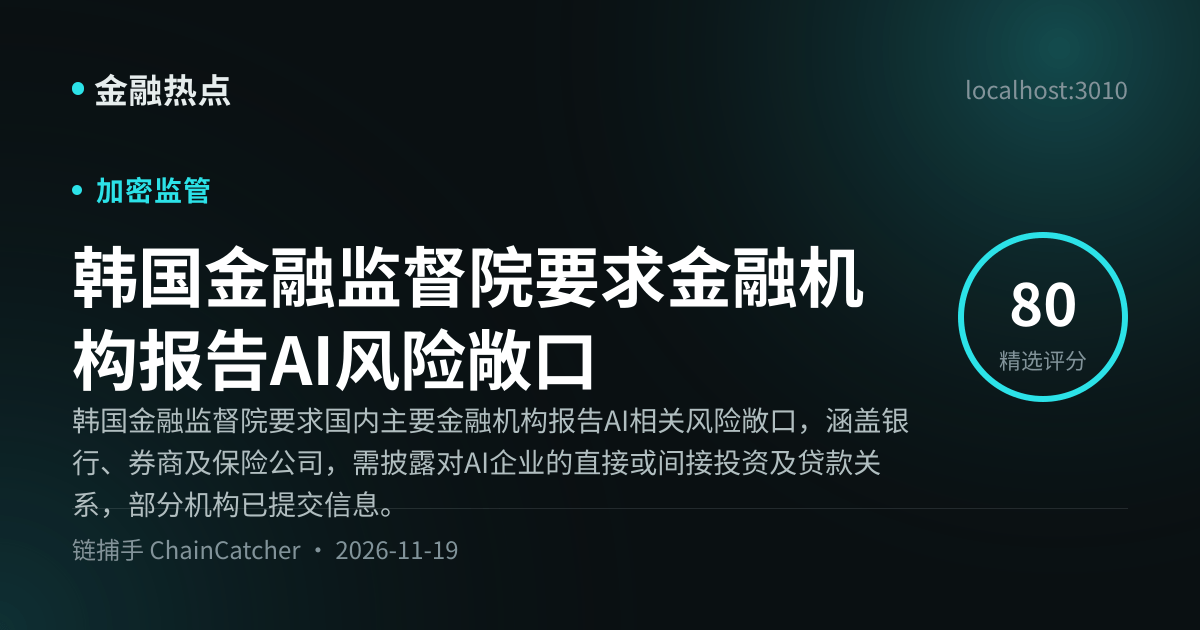 金融热点
localhost:3010
加密监管
韩国金融监督院要求金融机
构报告AI风险敞口
80
精选评分
韩国金融监督院要求国内主要金融机构报告AI相关风险敞口，涵盖银
行、券商及保险公司，需披露对AI企业的直接或间接投资及贷款关
系，部分机构已提交信息。
链捕手 ChainCatcher · 2026-11-19